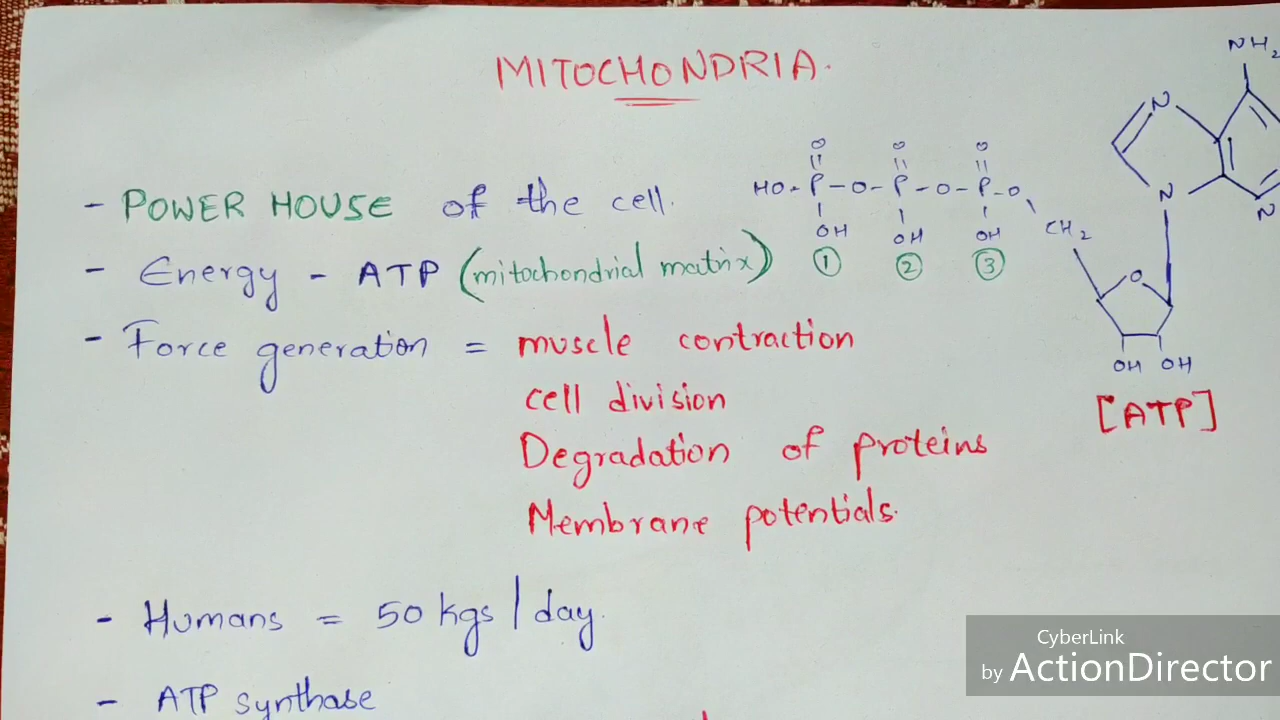 MITOCHONDRIA.
- POWER HOUSE of the cell.
- Energy - ATP (mitochondrial matrix)
- Force generation = muscle contraction
cell division
Degradation of proteins
Membrane potentials.
- Humans = 50 kgs / day.
- ATP synthase
O O O
HO - P - O - P - O - P - O
OH OH OH
① ② ③
CH₂
NH₂
N
N
N
O
OH OH
[ATP]
CyberLink
by ActionDirector